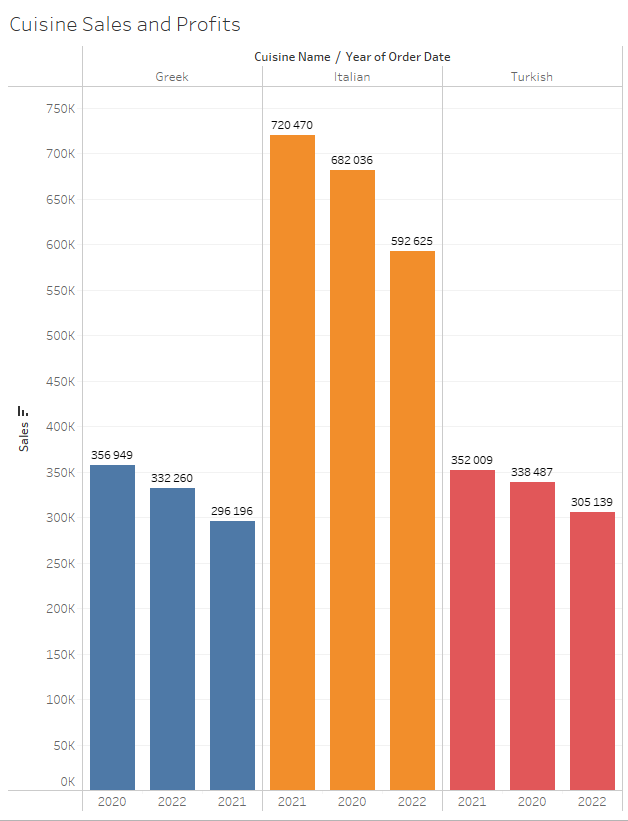 Cuisine Sales and Profits
Cuisine Name / Year of Order Date
Greek Italian Turkish
750K
700K
650K
600K
550K
500K
450K
400K
350K
300K
250K
200K
150K
100K
50K
0K
Sales
356 949
332 260
296 196
720 470
682 036
592 625
352 009
338 487
305 139
2020 2022 2021 2021 2020 2022 2021 2020 2022